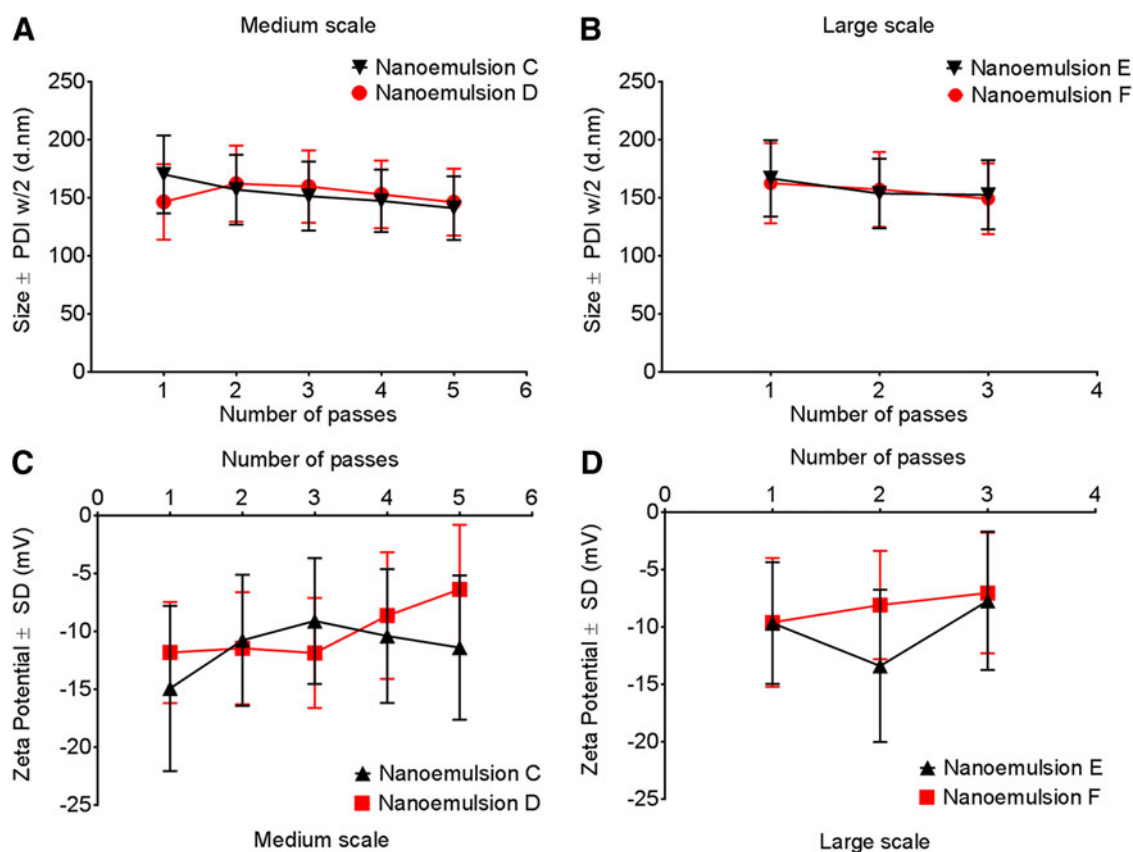 A
Medium scale
Nanoemulsion C
Nanoemulsion D
Size ± PDI w/2 (d.nm)
250
200
150
100
50
0
1 2 3 4 5 6
Number of passes
B
Large scale
Nanoemulsion E
Nanoemulsion F
Size ± PDI w/2 (d.nm)
250
200
150
100
50
0
1 2 3 4
Number of passes
C
Number of passes
0 1 2 3 4 5 6
Zeta Potential ± SD (mV)
0
-5
-10
-15
-20
-25
Nanoemulsion C
Nanoemulsion D
Medium scale
D
Number of passes
0 1 2 3 4
Zeta Potential ± SD (mV)
0
-5
-10
-15
-20
-25
Nanoemulsion E
Nanoemulsion F
Large scale